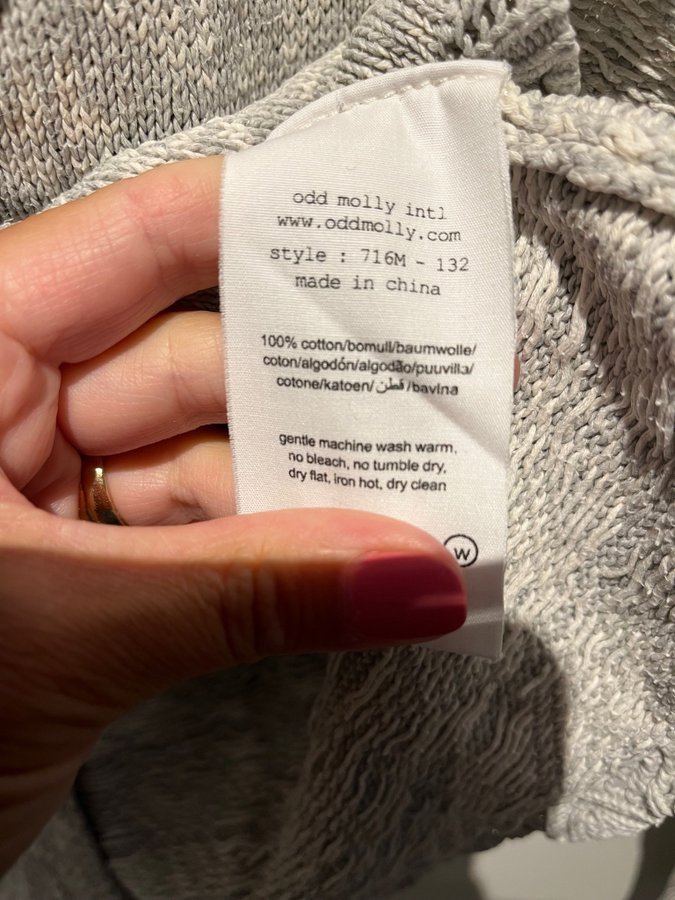 odd molly intl
www.oddmolly.com
style : 716M - 132
made in china
100% cotton/bomull/baumwolle/
coton/algodón/algodão/puuvilla/
cotone/katoen/قطن/bavlna
gentle machine wash warm,
no bleach, no tumble dry,
dry flat, iron hot, dry clean
W